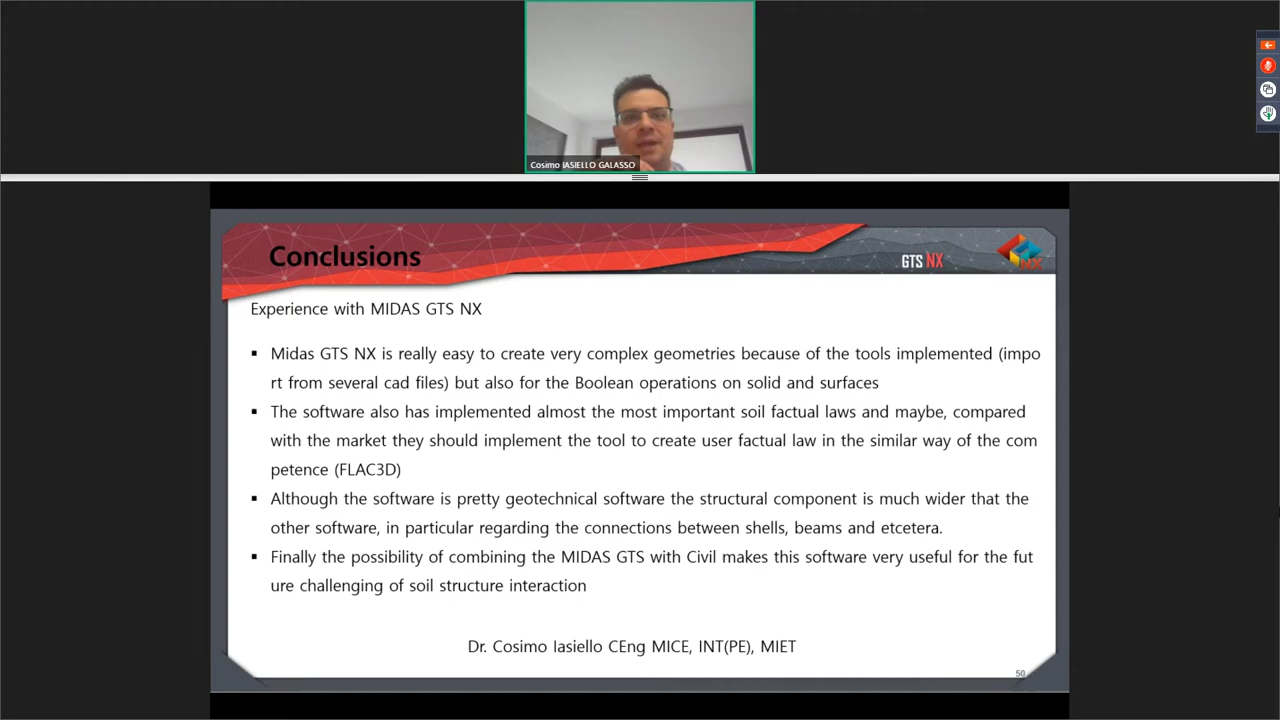 Cosimo IASIELLO GALASSO
Conclusions
GTS NX
NX
Experience with MIDAS GTS NX
▪ Midas GTS NX is really easy to create very complex geometries because of the tools implemented (impo
rt from several cad files) but also for the Boolean operations on solid and surfaces
▪ The software also has implemented almost the most important soil factual laws and maybe, compared
with the market they should implement the tool to create user factual law in the similar way of the com
petence (FLAC3D)
▪ Although the software is pretty geotechnical software the structural component is much wider that the
other software, in particular regarding the connections between shells, beams and etcetera.
▪ Finally the possibility of combining the MIDAS GTS with Civil makes this software very useful for the fut
ure challenging of soil structure interaction
Dr. Cosimo Iasiello CEng MICE, INT(PE), MIET
50